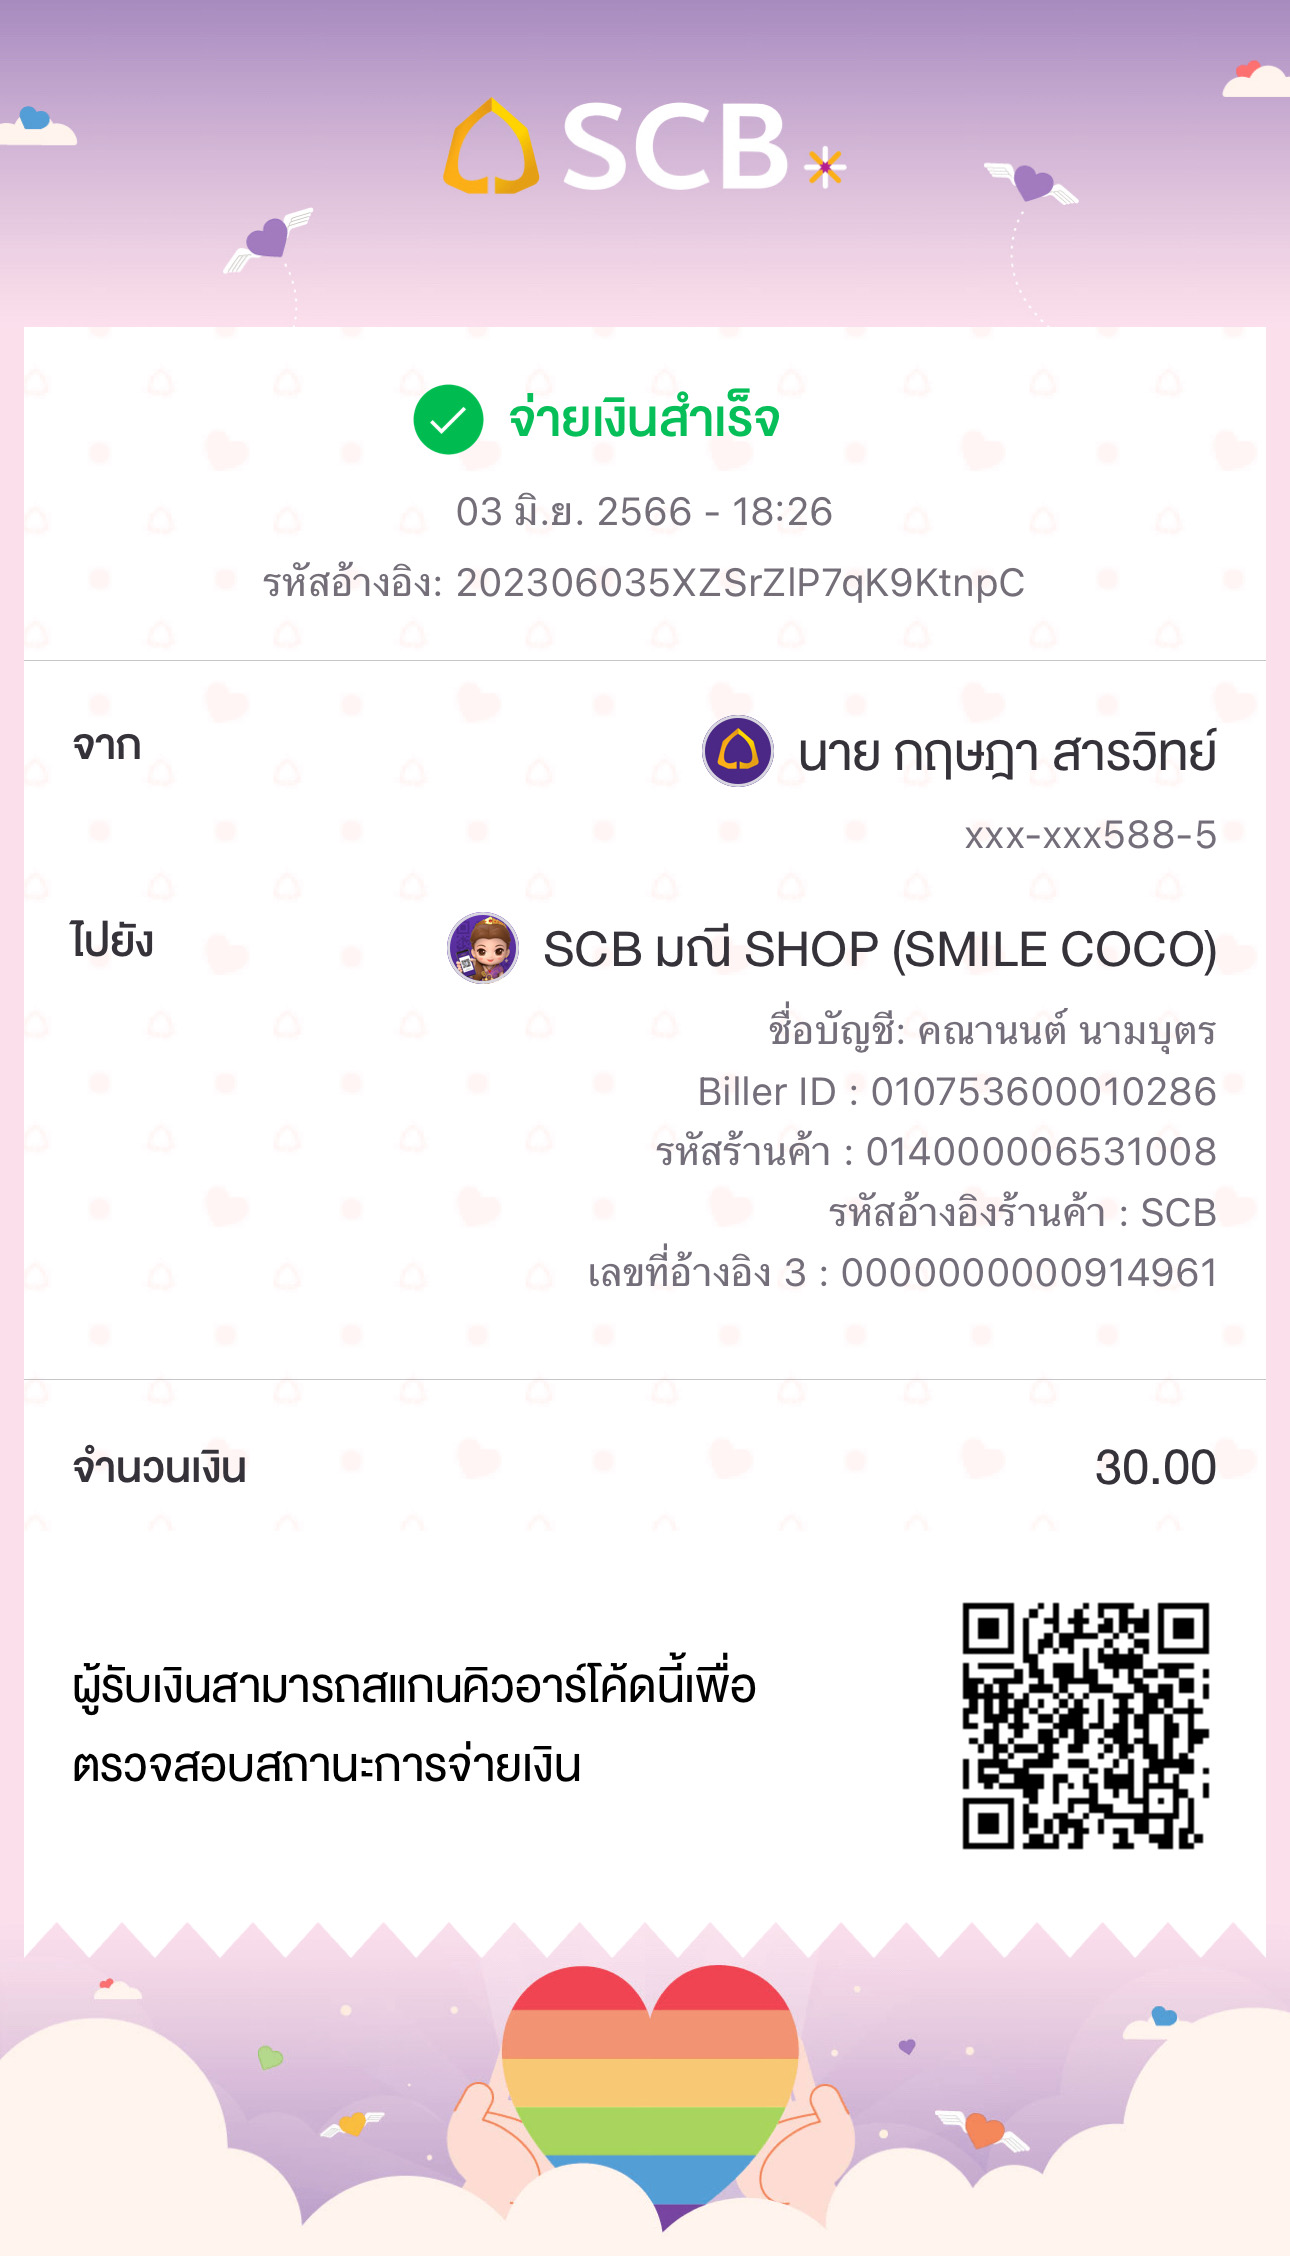 SCB
จ่ายเงินสำเร็จ
03 มิ.ย. 2566 - 18:26
รหัสอ้างอิง: 202306035XZSrZlP7qK9KtnpC
จาก
นาย กฤษฎา สารวิทย์
xxx-xxx588-5
ไปยัง
SCB มณี SHOP (SMILE COCO)
ชื่อบัญชี: คณานนต์ นามบุตร
Biller ID : 010753600010286
รหัสร้านค้า : 014000006531008
รหัสอ้างอิงร้านค้า : SCB
เลขที่อ้างอิง 3 : 0000000000914961
จำนวนเงิน
30.00
ผู้รับเงินสามารถสแกนคิวอาร์โค้ดนี้เพื่อ
ตรวจสอบสถานะการจ่ายเงิน